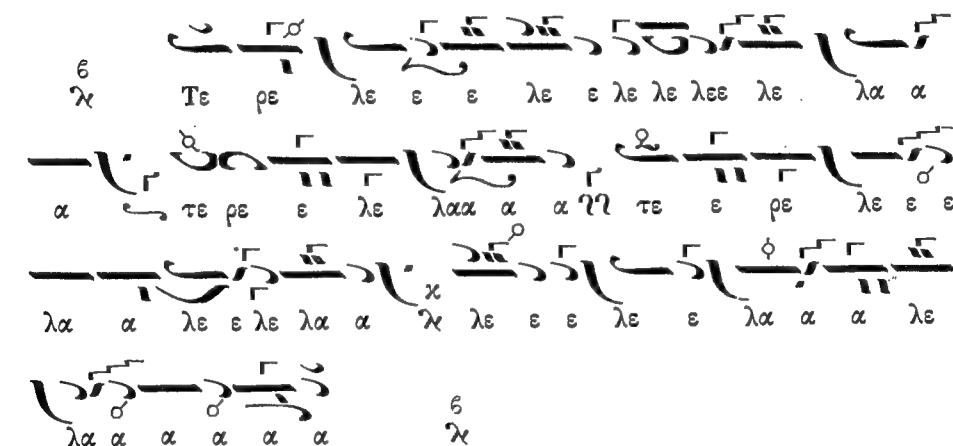 Τε ρε λε ε ε λε ε λε λε λεε λε λα α
α τε ρε ε λε λαα α α τε ε ρε λε ε ε
λα α λε ε λε λα α λε ε ε λε ε λα α α λε
λα α α α α α